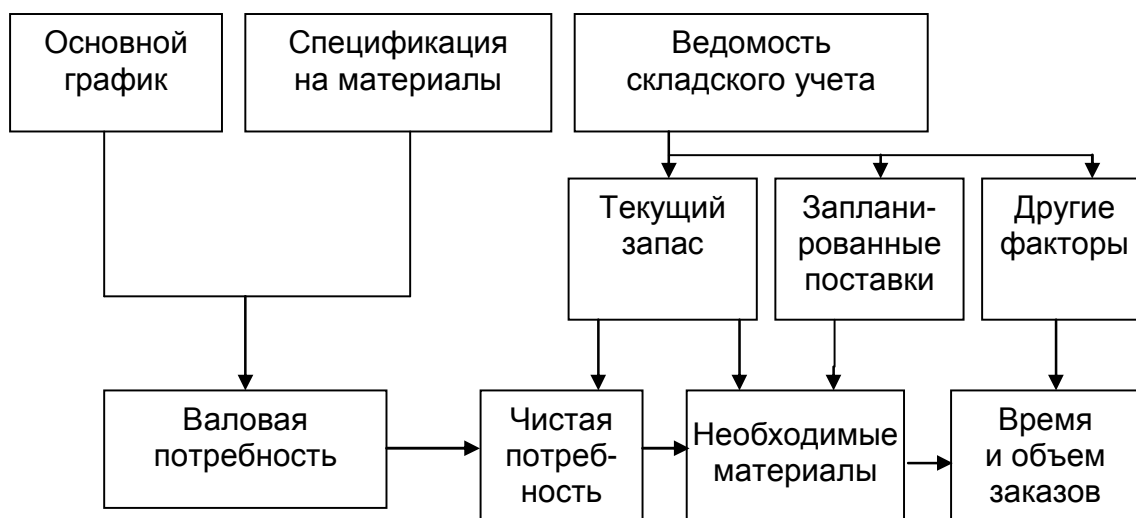 Основной
график
Спецификация
на материалы
Ведомость
складского учета
Текущий
запас
Заплани-
рованные
поставки
Другие
факторы
Валовая
потребность
Чистая
потреб-
ность
Необходимые
материалы
Время
и объем
заказов